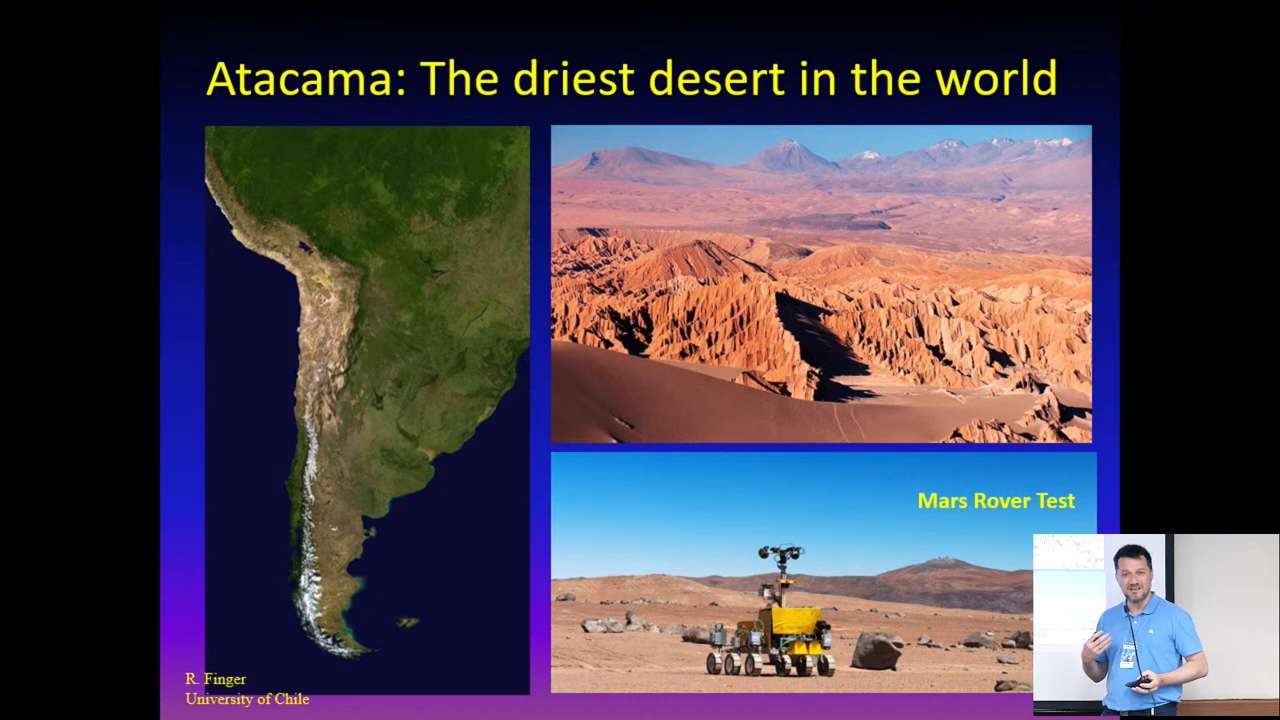 Atacama: The driest desert in the world
Mars Rover Test
R. Finger
University of Chile